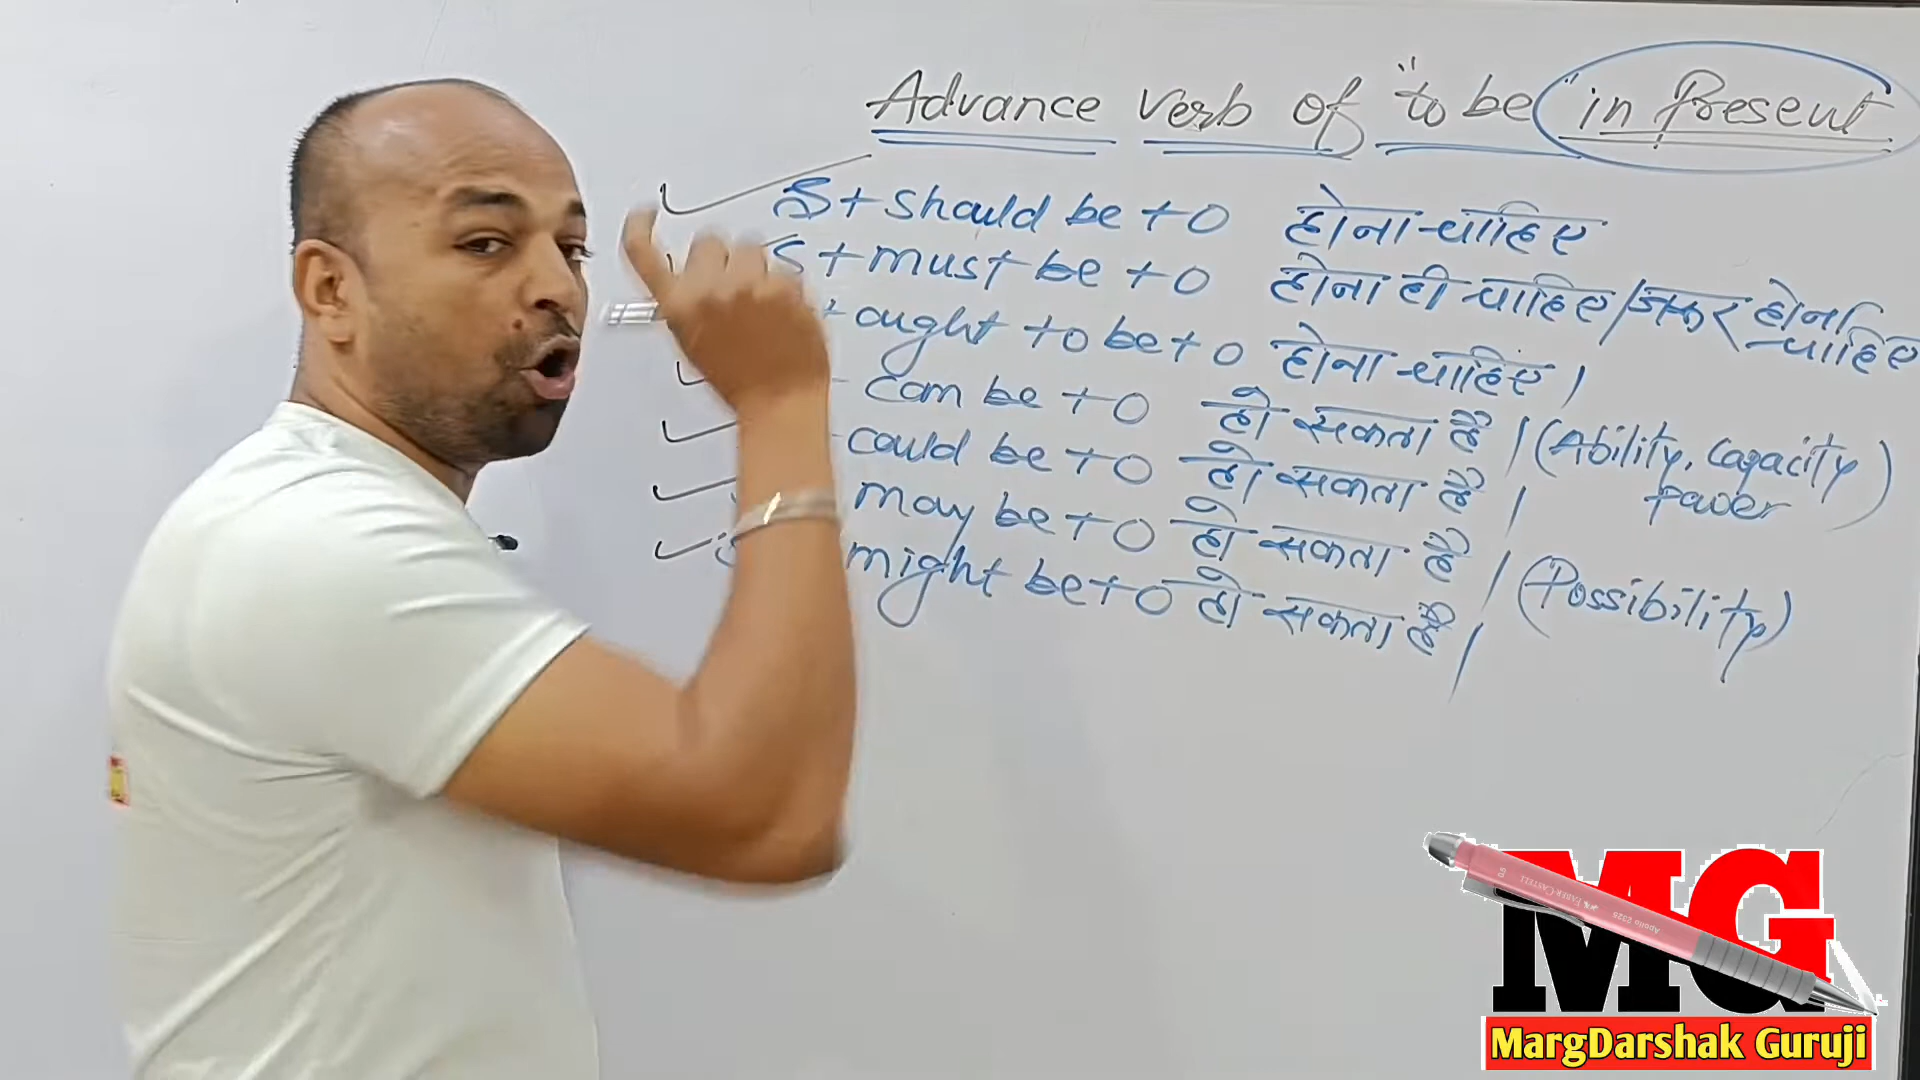 Advance verb of "to be" in Present
S + should be + O होना चाहिए
S + must be + O होना ही चाहिए / जरूर होना चाहिए
+ ought to be + O होना चाहिए।
- can be + O हो सकता है। (Ability, Capacity Power)
- could be + O हो सकता है।
may be + O हो सकता है। (Possibility)
might be + O हो सकता है।
MG
MargDarshak Guruji